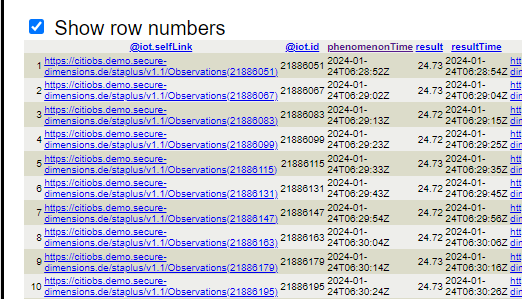 Show row numbers
@iot.selfLink @iot.id phenomenonTime result resultTime
1 https://citiobs.demo.secure-dimensions.de/staplus/v1.1/Observations(21886051) 21886051 2024-01-24T06:28:52Z 24.73 2024-01-24T06:28:54Z
2 https://citiobs.demo.secure-dimensions.de/staplus/v1.1/Observations(21886067) 21886067 2024-01-24T06:29:02Z 24.73 2024-01-24T06:29:04Z
3 https://citiobs.demo.secure-dimensions.de/staplus/v1.1/Observations(21886083) 21886083 2024-01-24T06:29:13Z 24.72 2024-01-24T06:29:15Z
4 https://citiobs.demo.secure-dimensions.de/staplus/v1.1/Observations(21886099) 21886099 2024-01-24T06:29:23Z 24.72 2024-01-24T06:29:25Z
5 https://citiobs.demo.secure-dimensions.de/staplus/v1.1/Observations(21886115) 21886115 2024-01-24T06:29:33Z 24.73 2024-01-24T06:29:35Z
6 https://citiobs.demo.secure-dimensions.de/staplus/v1.1/Observations(21886131) 21886131 2024-01-24T06:29:43Z 24.72 2024-01-24T06:29:45Z
7 https://citiobs.demo.secure-dimensions.de/staplus/v1.1/Observations(21886147) 21886147 2024-01-24T06:29:54Z 24.72 2024-01-24T06:29:56Z
8 https://citiobs.demo.secure-dimensions.de/staplus/v1.1/Observations(21886163) 21886163 2024-01-24T06:30:04Z 24.72 2024-01-24T06:30:06Z
9 https://citiobs.demo.secure-dimensions.de/staplus/v1.1/Observations(21886179) 21886179 2024-01-24T06:30:14Z 24.73 2024-01-24T06:30:16Z
10 https://citiobs.demo.secure-dimensions.de/staplus/v1.1/Observations(21886195) 21886195 2024-01-24T06:30:24Z 24.73 2024-01-24T06:30:26Z